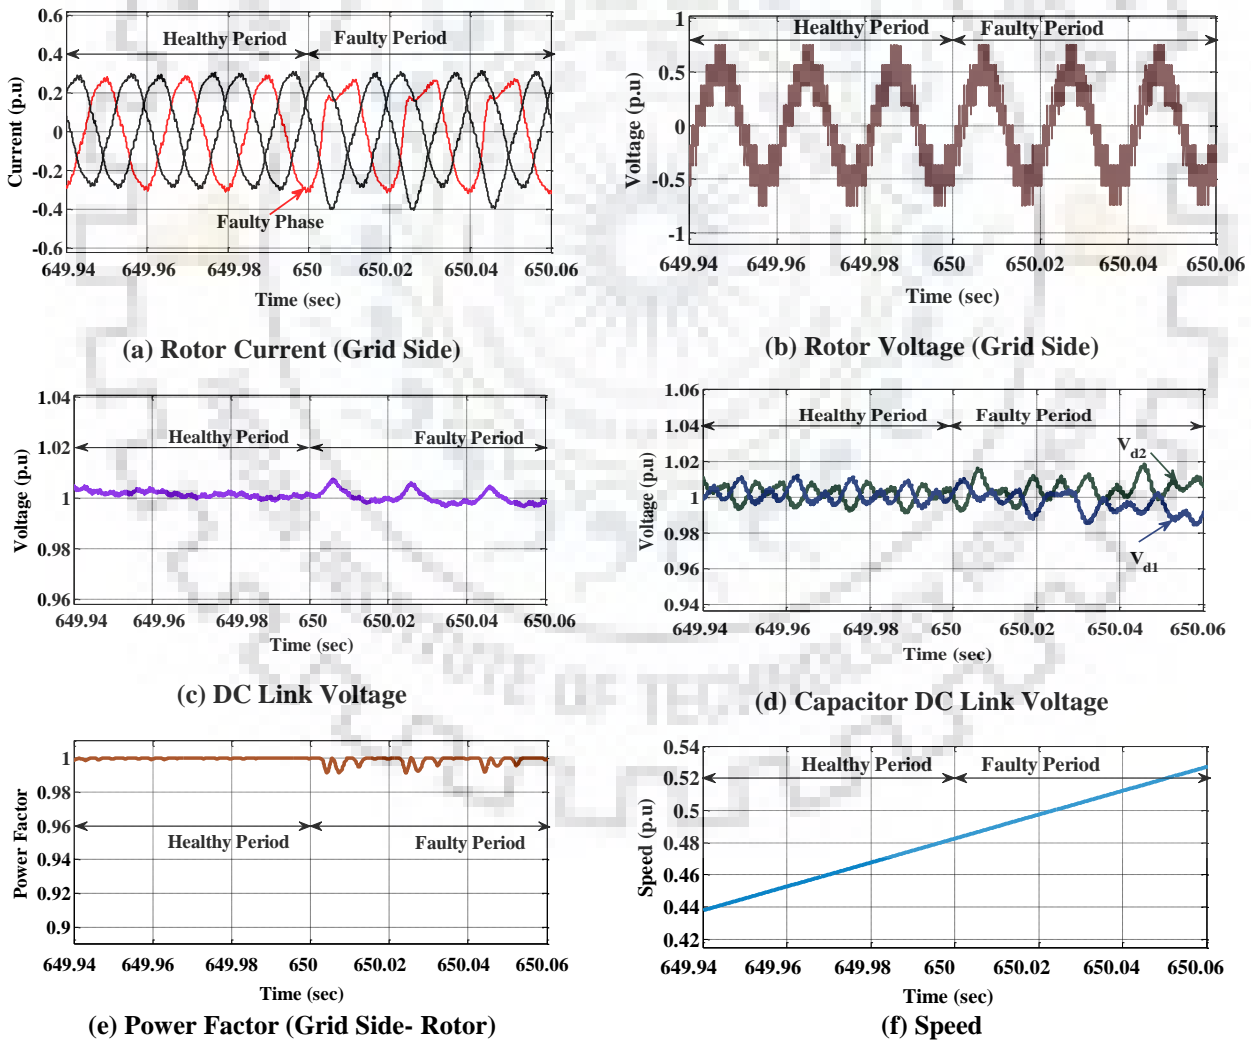 0.6
0.4
0.2
0
-0.2
-0.4
-0.6
Current (p.u)
Healthy Period
Faulty Period
Faulty Phase
649.94 649.96 649.98 650 650.02 650.04 650.06
Time (sec)
(a) Rotor Current (Grid Side)
1
0.5
0
-0.5
-1
Voltage (p.u)
Healthy Period
Faulty Period
649.94 649.96 649.98 650 650.02 650.04 650.06
Time (sec)
(b) Rotor Voltage (Grid Side)
1.04
1.02
1
0.98
0.96
Voltage (p.u)
Healthy Period
Faulty Period
649.94 649.96 649.98 650 650.02 650.04 650.06
Time (sec)
(c) DC Link Voltage
1.06
1.04
1.02
1
0.98
0.96
0.94
Voltage (p.u)
Healthy Period
Faulty Period
Vd2
Vd1
649.94 649.96 649.98 650 650.02 650.04 650.06
Time (sec)
(d) Capacitor DC Link Voltage
1
0.98
0.96
0.94
0.92
0.9
Power Factor
Healthy Period
Faulty Period
649.94 649.96 649.98 650 650.02 650.04 650.06
Time (sec)
(e) Power Factor (Grid Side- Rotor)
0.54
0.52
0.5
0.48
0.46
0.44
0.42
Speed (p.u)
Healthy Period
Faulty Period
649.94 649.96 649.98 650 650.02 650.04 650.06
Time (sec)
(f) Speed